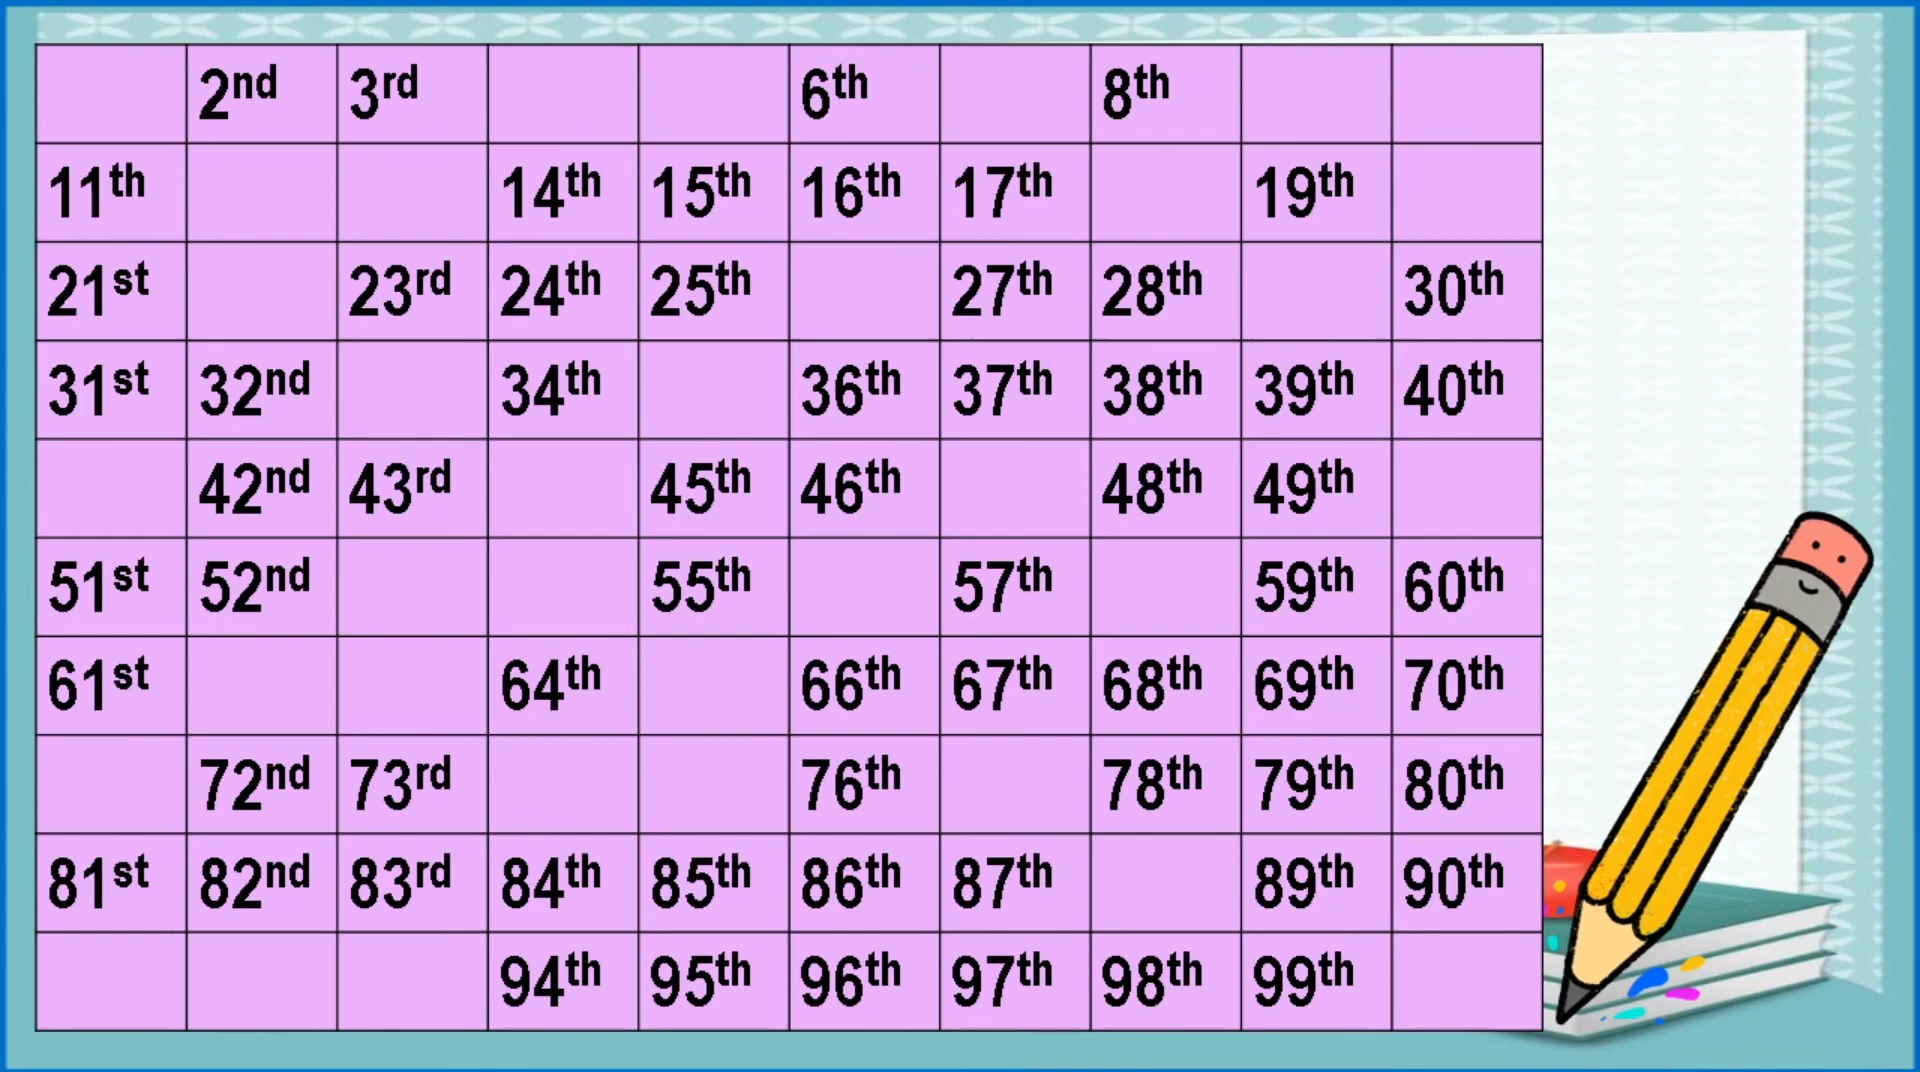 2nd 3rd 6th 8th
11th 14th 15th 16th 17th 19th
21st 23rd 24th 25th 27th 28th 30th
31st 32nd 34th 36th 37th 38th 39th 40th
42nd 43rd 45th 46th 48th 49th
51st 52nd 55th 57th 59th 60th
61st 64th 66th 67th 68th 69th 70th
72nd 73rd 76th 78th 79th 80th
81st 82nd 83rd 84th 85th 86th 87th 89th 90th
94th 95th 96th 97th 98th 99th